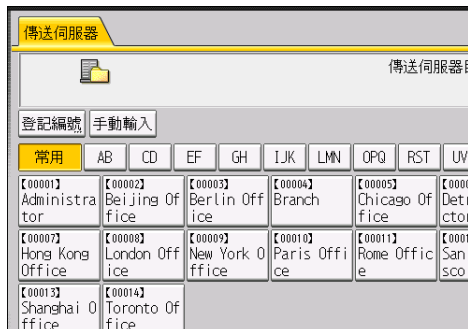 傳送伺服器
傳送伺服器
登記編號 手動輸入
常用 AB CD EF GH IJK LMN OPQ RST UV
【00001】 【00002】 【00003】 【00004】 【00005】
Administra Beijing Of Berlin Off Branch Chicago Of Det
tor fice ice fice cto
【00007】 【00008】 【00009】 【00010】 【00011】
Hong Kong London Off New York O Paris Offi Rome Offic San
Office ice ffice ce e sco
【00013】 【00014】
Shanghai O Toronto Of
ffice fice